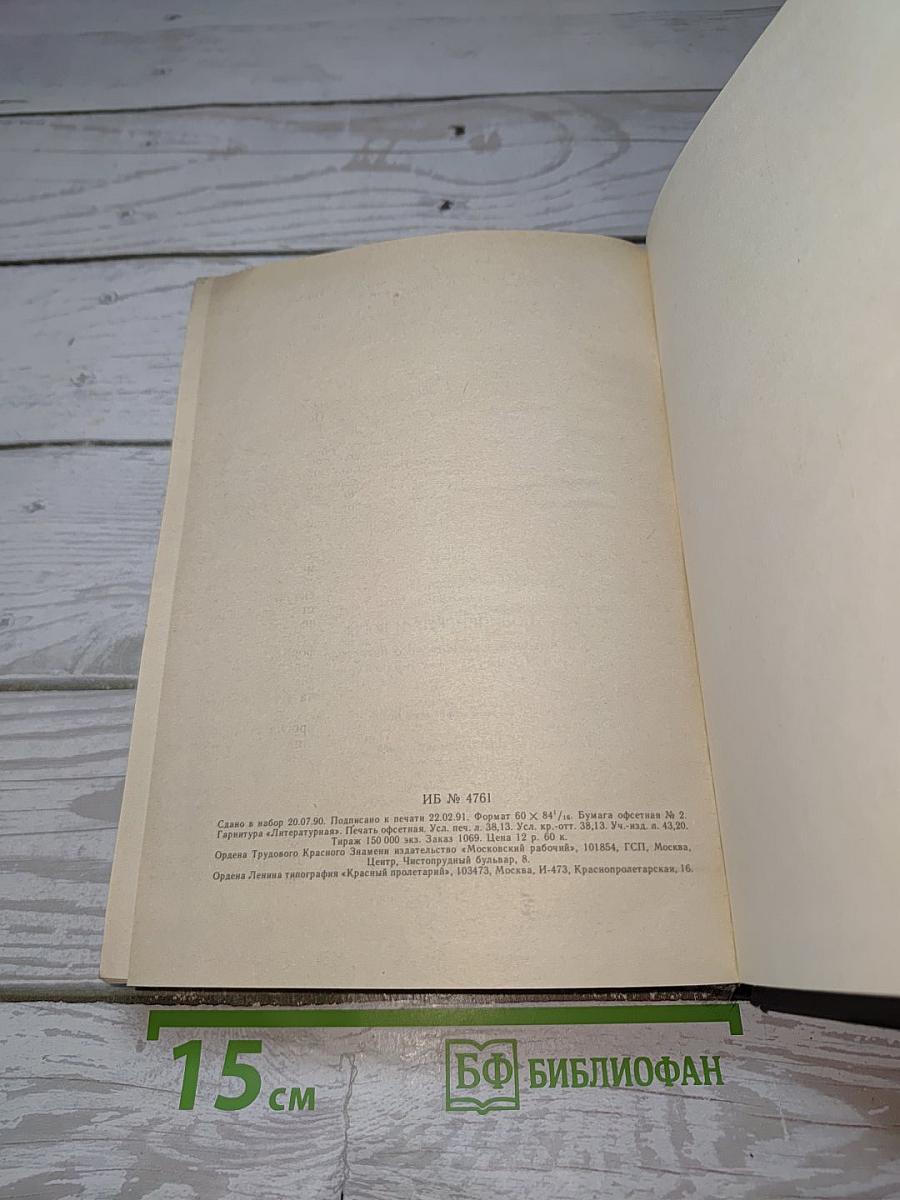 ИБ № 4761
Сдано в набор 20.07.90. Подписано к печати 22.02.91. Формат 60 × 84¹/₁₆. Бумага офсетная № 2.
Гарнитура «Литературная». Печать офсетная. Усл. печ. л. 38,13. Усл. кр.-отт. 38,13. Уч.-изд. л. 43,20.
Тираж 150 000 экз. Заказ 1069. Цена 12 р. 60 к.
Ордена Трудового Красного Знамени издательство «Московский рабочий», 101854, ГСП, Москва,
Центр, Чистопрудный бульвар, 8.
Ордена Ленина типография «Красный пролетарий», 103473, Москва, И-473, Краснопролетарская, 16.
15 см
БФ БИБЛИОФАН